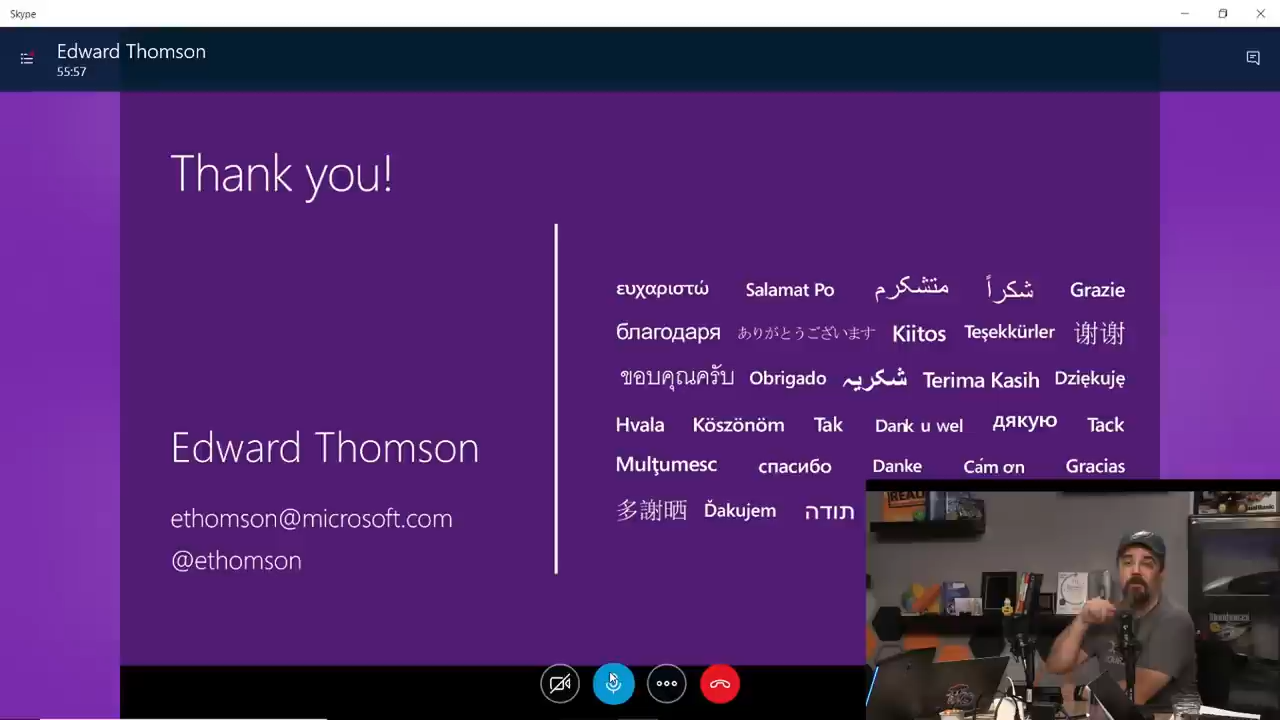 Skype
Edward Thomson
55:57
Thank you!
ευχαριστώ Salamat Po متشکرم شكراً Grazie
благодаря ありがとうございます Kiitos Teşekkürler 谢谢
ขอบคุณครับ Obrigado شکریہ Terima Kasih Dziękuję
Hvala Köszönöm Tak Dank u wel дякую Tack
Mulţumesc спасибо Danke Cám ơn Gracias
多謝晒 Ďakujem תודה
Edward Thomson
ethomson@microsoft.com
@ethomson